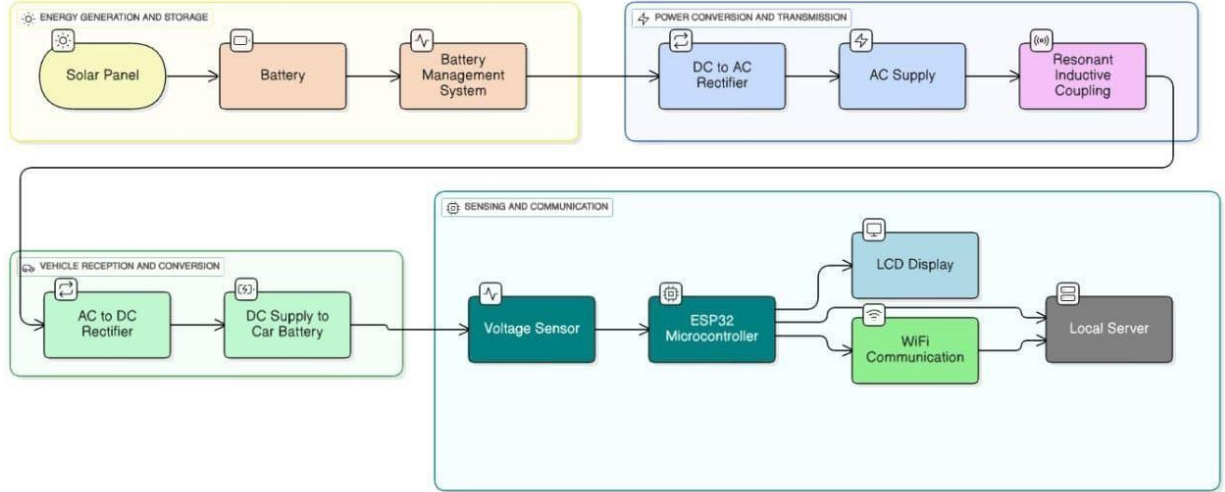 ENERGY GENERATION AND STORAGE
Solar Panel
Battery
Battery
Management
System
POWER CONVERSION AND TRANSMISSION
DC to AC
Rectifier
AC Supply
Resonant
Inductive
Coupling
VEHICLE RECEPTION AND CONVERSION
AC to DC
Rectifier
DC Supply to
Car Battery
SENSING AND COMMUNICATION
Voltage Sensor
ESP32
Microcontroller
LCD Display
WiFi
Communication
Local Server